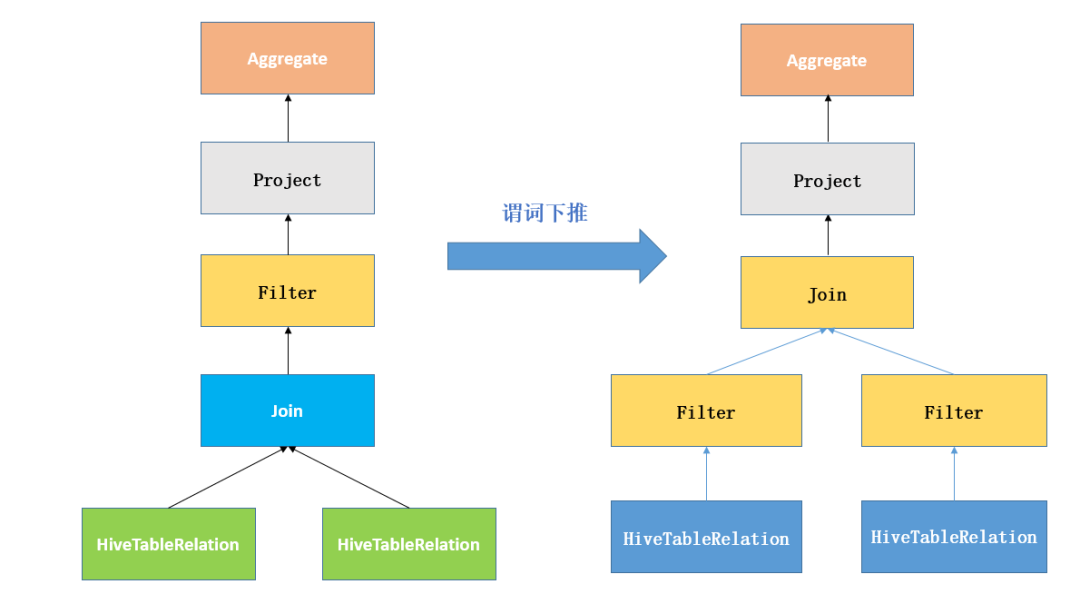 Aggregate
Project
Filter
Join
HiveTableRelation
HiveTableRelation
谓词下推
Aggregate
Project
Join
Filter
Filter
HiveTableRelation
HiveTableRelation